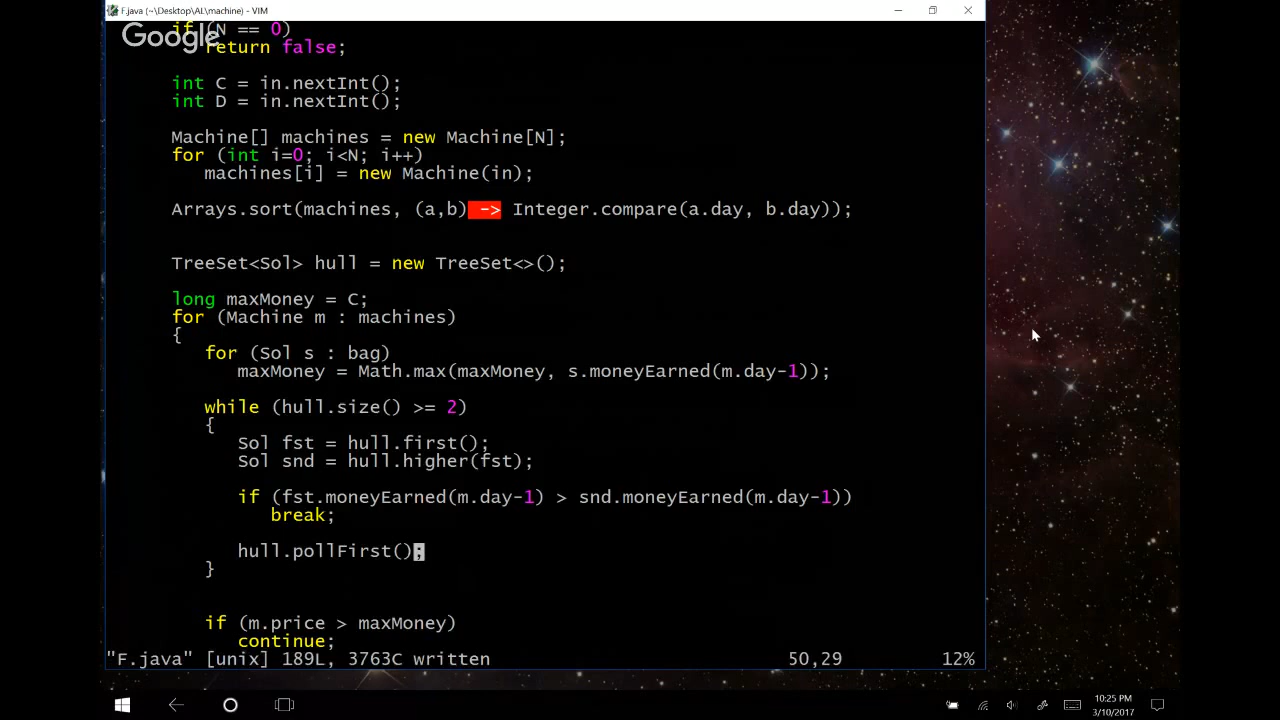 F.java (~\Desktop\AL\machine) - VIM
if (N == 0)
Google
return false;
int C = in.nextInt();
int D = in.nextInt();
Machine[] machines = new Machine[N];
for (int i=0; i<N; i++)
machines[i] = new Machine(in);
Arrays.sort(machines, (a,b) -> Integer.compare(a.day, b.day));
TreeSet<Sol> hull = new TreeSet<>();
long maxMoney = C;
for (Machine m : machines)
{
for (Sol s : bag)
maxMoney = Math.max(maxMoney, s.moneyEarned(m.day-1));
while (hull.size() >= 2)
{
Sol fst = hull.first();
Sol snd = hull.higher(fst);
if (fst.moneyEarned(m.day-1) > snd.moneyEarned(m.day-1))
break;
hull.pollFirst();
}
if (m.price > maxMoney)
continue;
"F.java" [unix] 189L, 3763C written 50,29 12%
10:25 PM
3/10/2017